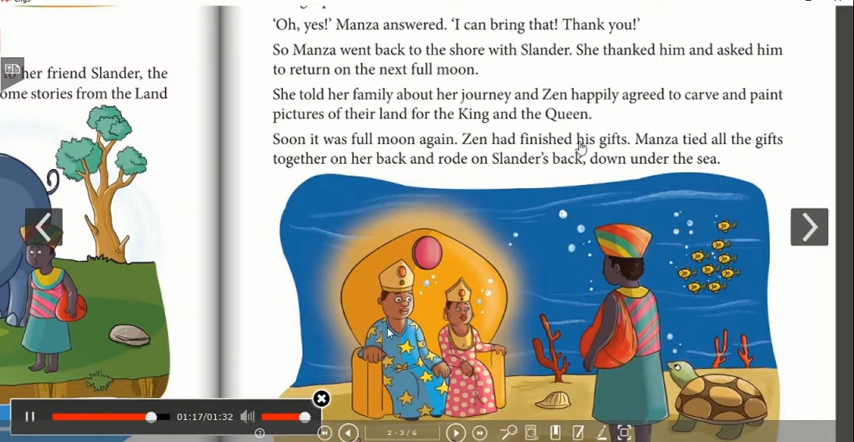 to her friend Slander, the
ome stories from the Land
'Oh, yes!' Manza answered. 'I can bring that! Thank you!'
So Manza went back to the shore with Slander. She thanked him and asked him
to return on the next full moon.
She told her family about her journey and Zen happily agreed to carve and paint
pictures of their land for the King and the Queen.
Soon it was full moon again. Zen had finished his gifts. Manza tied all the gifts
together on her back and rode on Slander's back, down under the sea.
01:17/01:32
2 - 3 / 6